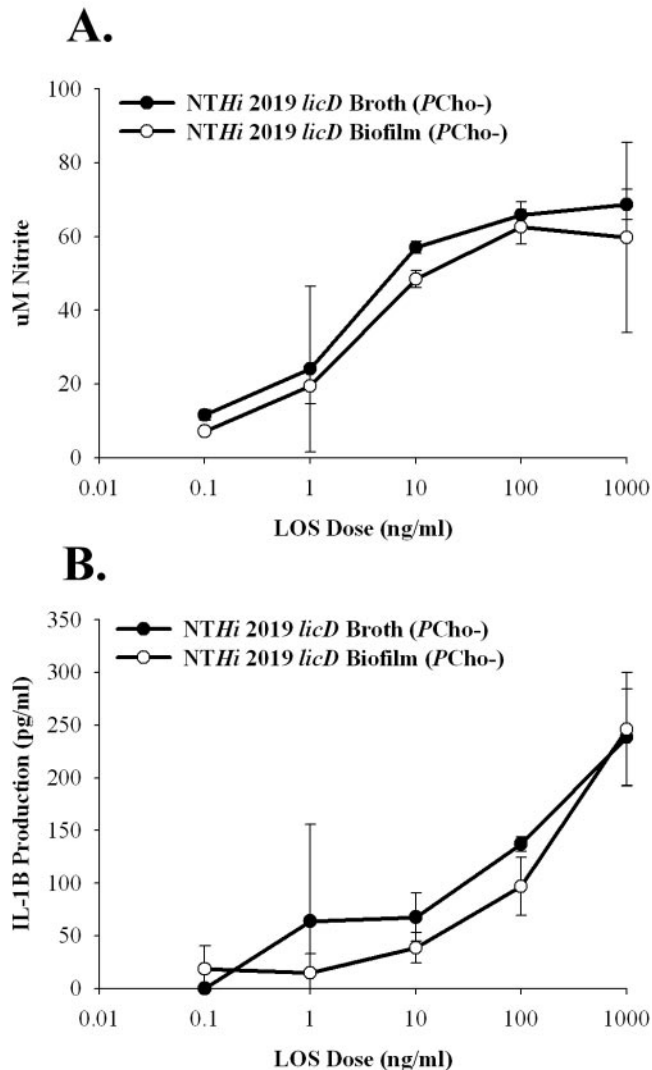 A.
100
80
60
40
20
0
uM Nitrite
NTHi 2019 licD Broth (PCho-)
NTHi 2019 licD Biofilm (PCho-)
0.01 0.1 1 10 100 1000
LOS Dose (ng/ml)
B.
350
300
250
200
150
100
50
0
IL-1B Production (pg/ml)
NTHi 2019 licD Broth (PCho-)
NTHi 2019 licD Biofilm (PCho-)
0.01 0.1 1 10 100 1000
LOS Dose (ng/ml)